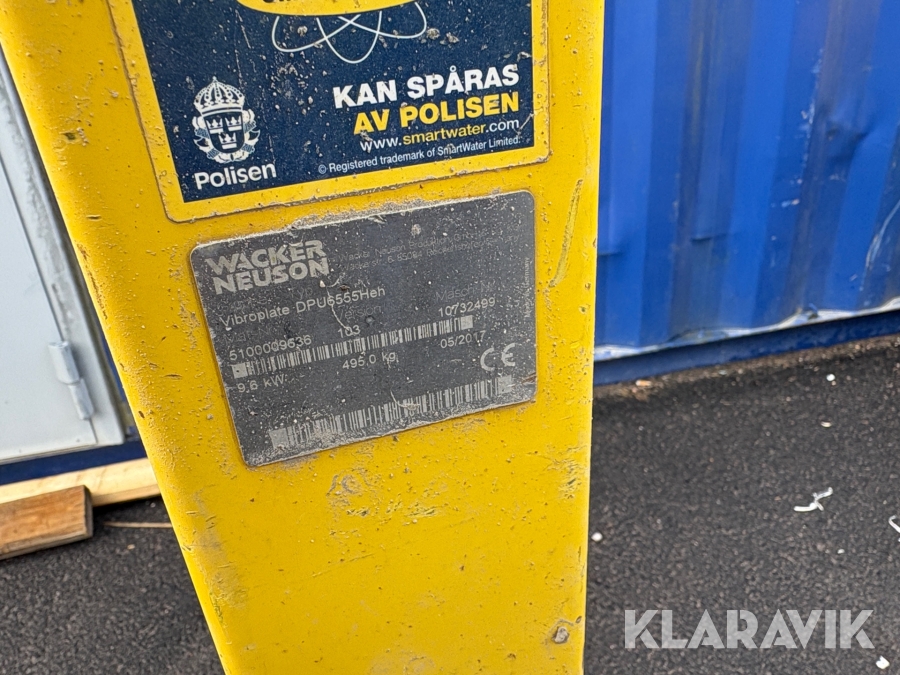 KAN SPÅRAS
AV POLISEN
www.smartwater.com
© Registered trademark of SmartWater Limited.
Polisen
WACKER
NEUSON
Vibroplate DPU6555Heh
5100009636 103 10732499
9,6 kW 495,0 kg 05/2017
CE
KLARAVIK